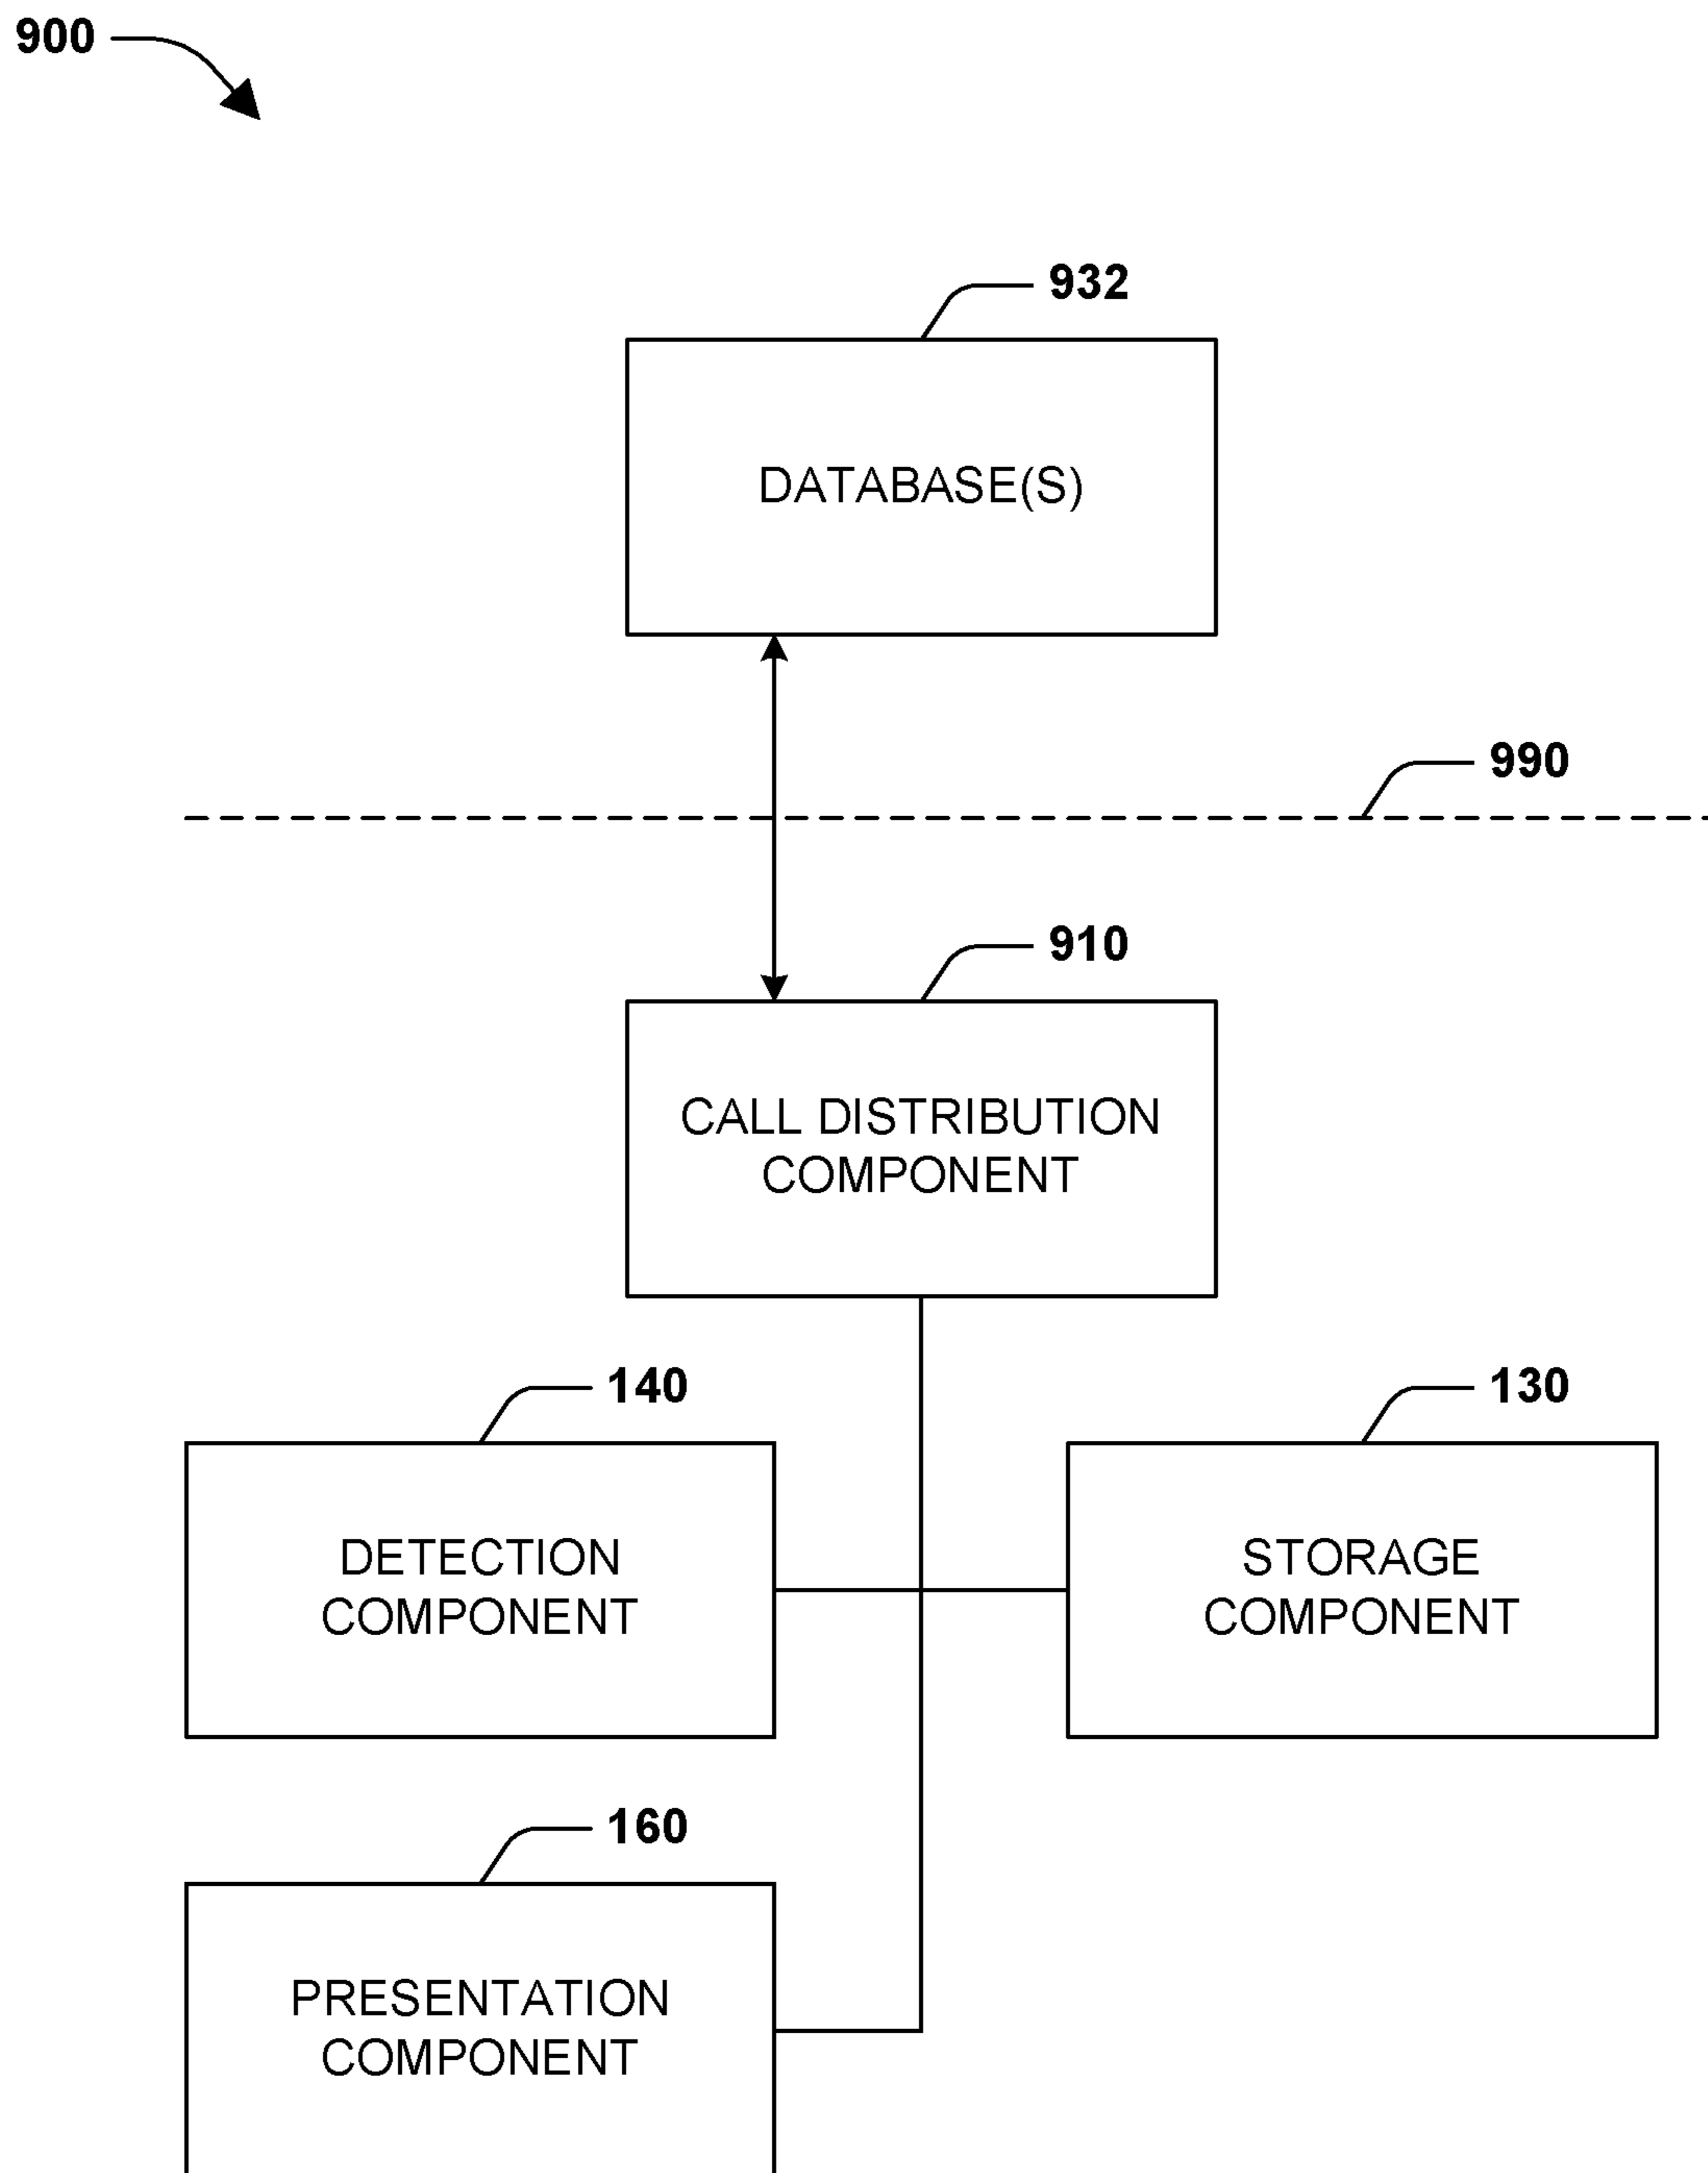 900
932
DATABASE(S)
990
910
CALL DISTRIBUTION
COMPONENT
140
130
DETECTION
COMPONENT
STORAGE
COMPONENT
160
PRESENTATION
COMPONENT